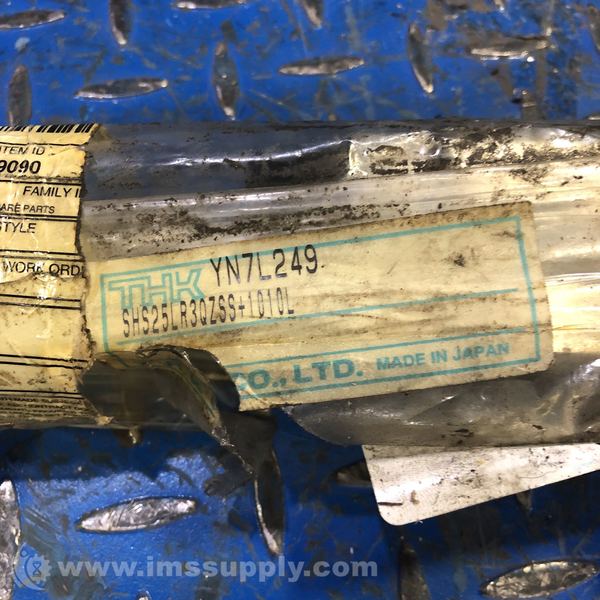 ITEM ID
9090
FAMILY I
ARE PARTS
STYLE
WORK ORD
THK YN7L249
SHS25LR3QZSS+1010L
CO., LTD. MADE IN JAPAN
www.imssupply.com